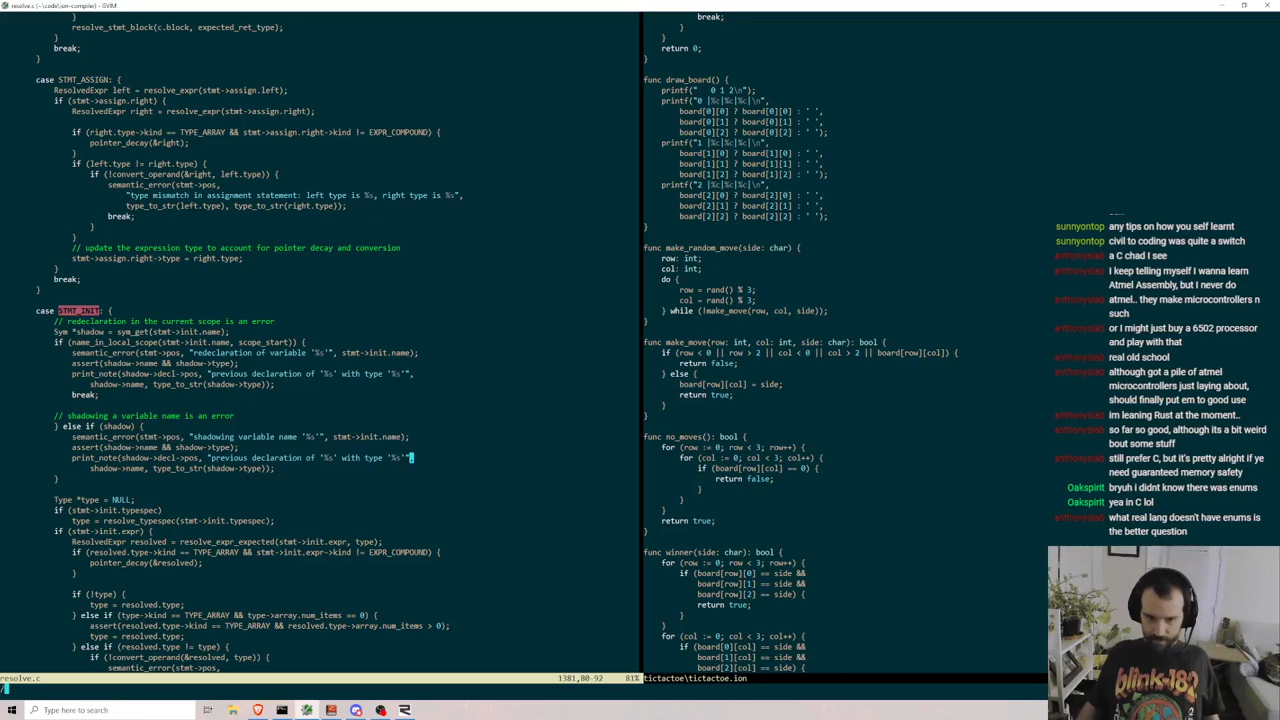 resolve.c (~\code\ion-compiler) - GVIM
}
resolve_stmt_block(c.block, expected_ret_type);
}
break;
}
case STMT_ASSIGN: {
ResolvedExpr left = resolve_expr(stmt->assign.left);
if (stmt->assign.right) {
ResolvedExpr right = resolve_expr(stmt->assign.right);
if (right.type->kind == TYPE_ARRAY && stmt->assign.right->kind != EXPR_COMPOUND) {
pointer_decay(&right);
}
if (left.type != right.type) {
if (!convert_operand(&right, left.type)) {
semantic_error(stmt->pos,
"type mismatch in assignment statement: left type is %s, right type is %s",
type_to_str(left.type), type_to_str(right.type));
break;
}
}
// update the expression type to account for pointer decay and conversion
stmt->assign.right->type = right.type;
}
break;
}
case STMT_INIT: {
// redeclaration in the current scope is an error
Sym *shadow = sym_get(stmt->init.name);
if (name_in_local_scope(stmt->init.name, scope_start)) {
semantic_error(stmt->pos, "redeclaration of variable '%s'", stmt->init.name);
assert(shadow->name && shadow->type);
print_note(shadow->decl->pos, "previous declaration of '%s' with type '%s'",
shadow->name, type_to_str(shadow->type));
break;
// shadowing a variable name is an error
} else if (shadow) {
semantic_error(stmt->pos, "shadowing variable name '%s'", stmt->init.name);
assert(shadow->name && shadow->type);
print_note(shadow->decl->pos, "previous declaration of '%s' with type '%s'",
shadow->name, type_to_str(shadow->type));
}
Type *type = NULL;
if (stmt->init.typespec)
type = resolve_typespec(stmt->init.typespec);
if (stmt->init.expr) {
ResolvedExpr resolved = resolve_expr_expected(stmt->init.expr, type);
if (resolved.type->kind == TYPE_ARRAY && stmt->init.expr->kind != EXPR_COMPOUND) {
pointer_decay(&resolved);
}
if (!type) {
type = resolved.type;
} else if (type->kind == TYPE_ARRAY && type->array.num_items == 0) {
assert(resolved.type->kind == TYPE_ARRAY && resolved.type->array.num_items > 0);
type = resolved.type;
} else if (resolved.type != type) {
if (!convert_operand(&resolved, type)) {
semantic_error(stmt->pos,
resolve.c 1381,80-92 81%
/
break;
}
}
return 0;
}
func draw_board() {
printf("   0 1 2\n");
printf("0 |%c|%c|%c|\n",
board[0][0] ? board[0][0] : ' ',
board[0][1] ? board[0][1] : ' ',
board[0][2] ? board[0][2] : ' ');
printf("1 |%c|%c|%c|\n",
board[1][0] ? board[1][0] : ' ',
board[1][1] ? board[1][1] : ' ',
board[1][2] ? board[1][2] : ' ');
printf("2 |%c|%c|%c|\n",
board[2][0] ? board[2][0] : ' ',
board[2][1] ? board[2][1] : ' ',
board[2][2] ? board[2][2] : ' ');
}
func make_random_move(side: char) {
row: int;
col: int;
do {
row = rand() % 3;
col = rand() % 3;
} while (!make_move(row, col, side));
}
func make_move(row: int, col: int, side: char): bool {
if (row < 0 || row > 2 || col < 0 || col > 2 || board[row][col]) {
return false;
} else {
board[row][col] = side;
return true;
}
}
func no_moves(): bool {
for (row := 0; row < 3; row++) {
for (col := 0; col < 3; col++) {
if (board[row][col] == 0) {
return false;
}
}
}
return true;
}
func winner(side: char): bool {
for (row := 0; row < 3; row++) {
if (board[row][0] == side &&
board[row][1] == side &&
board[row][2] == side) {
return true;
}
}
for (col := 0; col < 3; col++) {
if (board[0][col] == side &&
board[1][col] == side &&
board[2][col] == side) {
tictactoe\tictactoe.ion
sunnyontop any tips on how you self learnt
sunnyontop civil to coding was quite a switch
anthonyslab a C chad I see
anthonyslab I keep telling myself I wanna learn
Atmel Assembly, but I never do
anthonyslab atmel.. they make microcontrollers n
such
anthonyslab or I might just buy a 6502 processor
and play with that
anthonyslab real old school
anthonyslab although got a pile of atmel
microcontrollers just laying about,
should finally put em to good use
anthonyslab im leaning Rust at the moment..
anthonyslab so far so good, although its a bit weird
bout some stuff
anthonyslab still prefer C, but it's pretty alright if ye
need guaranteed memory safety
Oakspirit bryuh i didnt know there was enums
Oakspirit yea in C lol
anthonyslab what real lang doesn't have enums is
the better question
blink-182
Type here to search